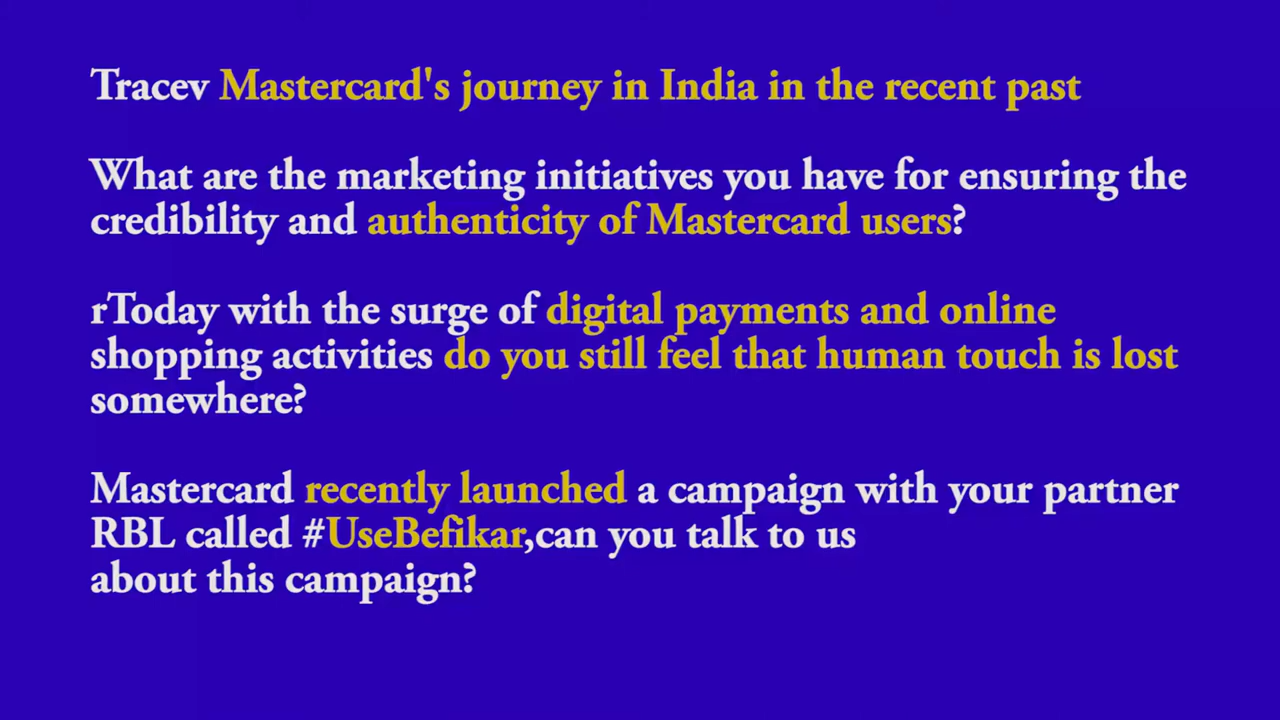 Tracev Mastercard's journey in India in the recent past
What are the marketing initiatives you have for ensuring the
credibility and authenticity of Mastercard users?
rToday with the surge of digital payments and online
shopping activities do you still feel that human touch is lost
somewhere?
Mastercard recently launched a campaign with your partner
RBL called #UseBefikar,can you talk to us
about this campaign?